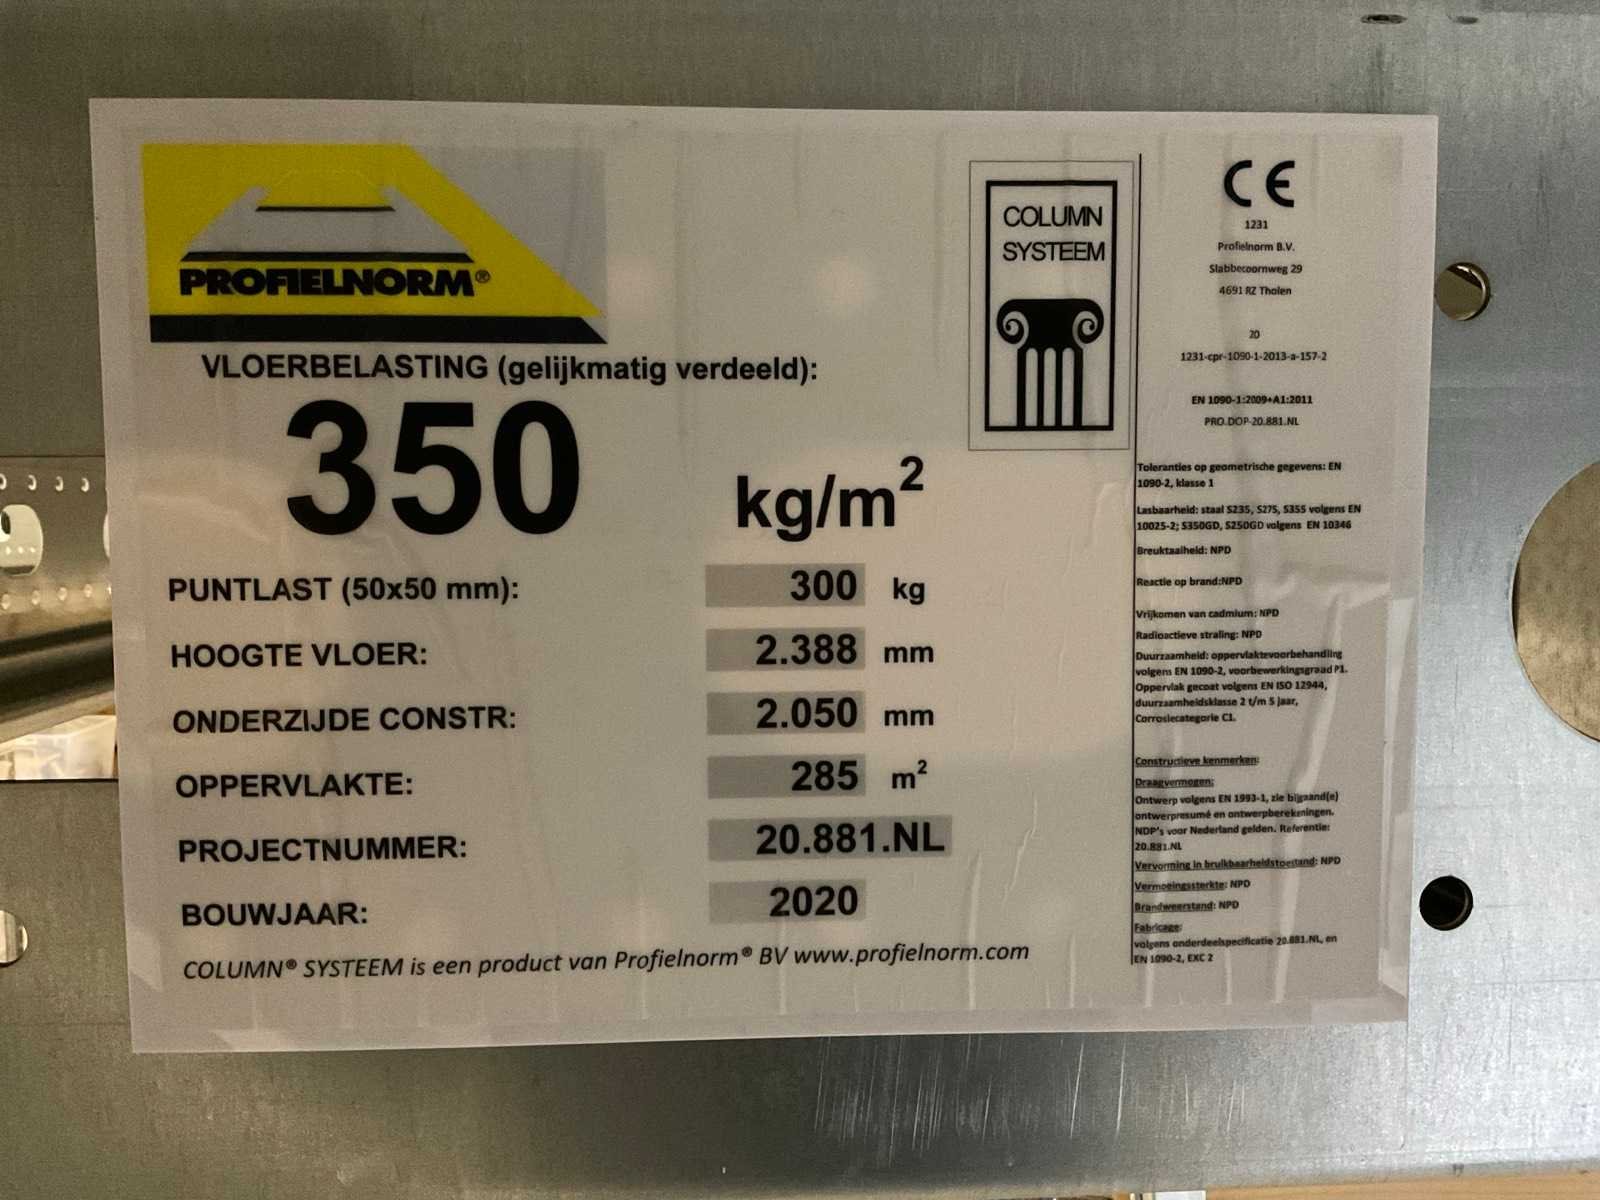 PROFIELNORM®
VLOERBELASTING (gelijkmatig verdeeld):
350 kg/m²
PUNTLAST (50x50 mm): 300 kg
HOOGTE VLOER: 2.388 mm
ONDERZIJDE CONSTR: 2.050 mm
OPPERVLAKTE: 285 m²
PROJECTNUMMER: 20.881.NL
BOUWJAAR: 2020
COLUMN® SYSTEEM is een product van Profielnorm® BV www.profielnorm.com
COLUMN
SYSTEEM
CE
1231
Profielnorm B.V.
Slabbecoornweg 29
4691 RZ Tholen
20
1231-cpr-1090-1-2013-a-157-2
EN 1090-1:2009+A1:2011
PRO.DOP-20.881.NL
Toleranties op geometrische gegevens: EN
1090-2, klasse 1
Lasbaarheid: staal S235, S275, S355 volgens EN
10025-2; S350GD, S250GD volgens EN 10346
Breuktaaiheid: NPD
Reactie op brand:NPD
Vrijkomen van cadmium: NPD
Radioactieve straling: NPD
Duurzaamheid: oppervlaktevoorbehandling
volgens EN 1090-2, voorbewerkingsgraad P1.
Oppervlak gecoat volgens EN ISO 12944,
duurzaamheidsklasse 2 t/m 5 jaar,
Corrosiecategorie C1.
Constructieve kenmerken:
Draagvermogen:
Ontwerp volgens EN 1993-1, zie bijgaand(e)
ontwerpresumé en ontwerpberekeningen.
NDP's voor Nederland gelden. Referentie:
20.881.NL
Vervorming in bruikbaarheidstoestand: NPD
Vermoeingssterkte: NPD
Brandweerstand: NPD
Fabricage:
volgens onderdeelspecificatie 20.881.NL, en
EN 1090-2, EXC 2